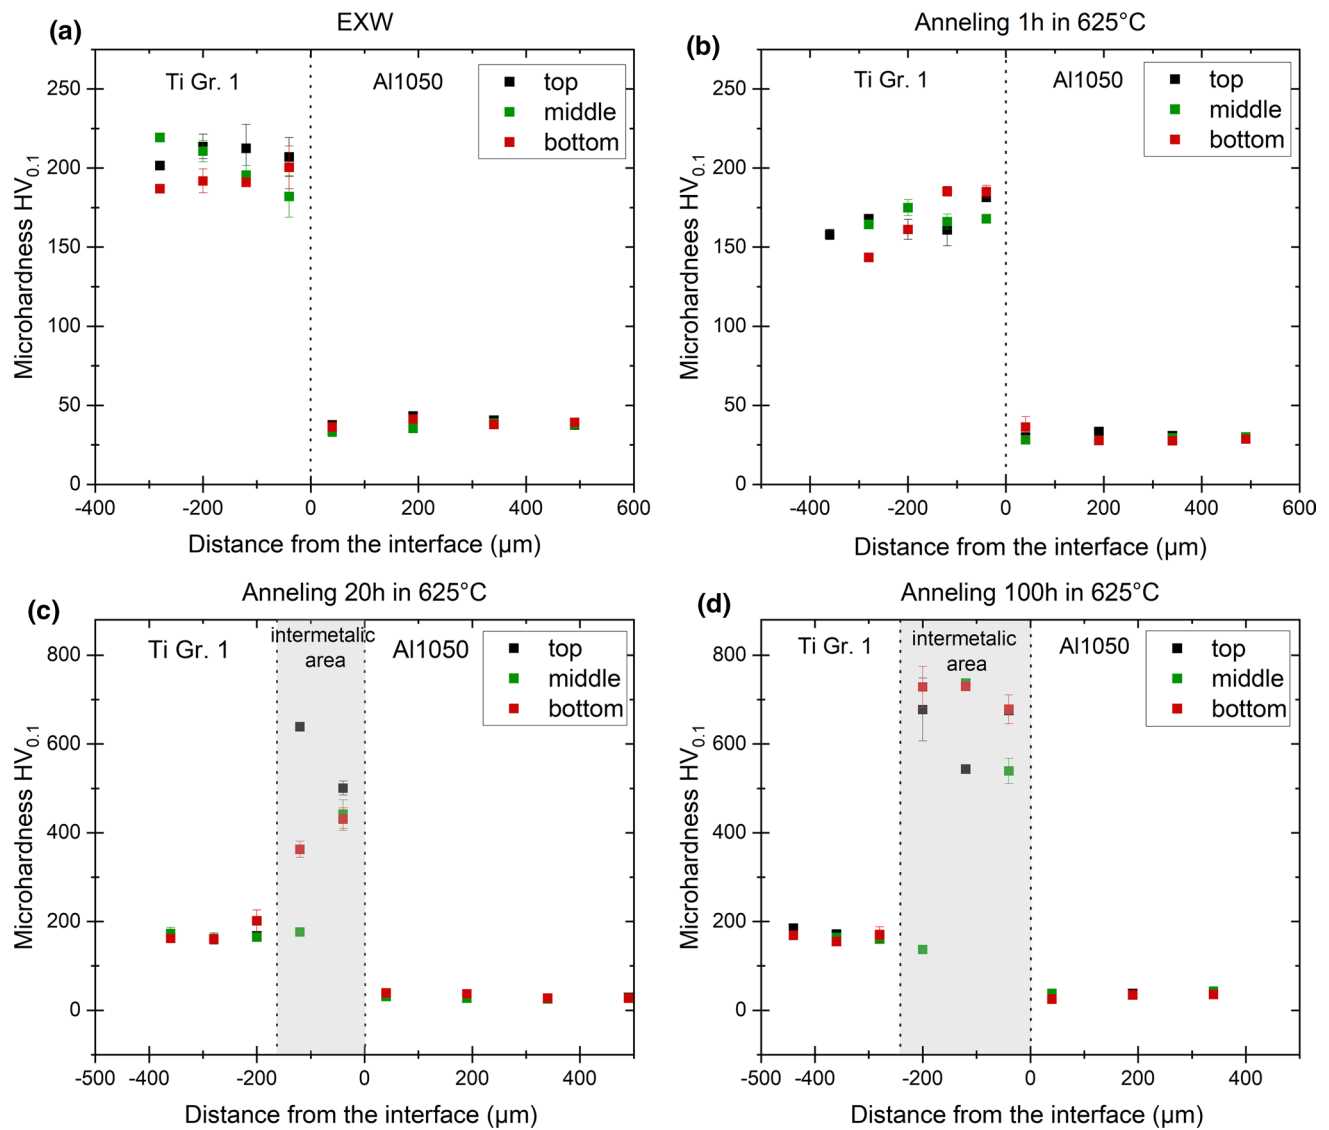 (a)
EXW
Ti Gr. 1
Al1050
top
middle
bottom
Microhardness HV0.1
250
200
150
100
50
0
-400 -200 0 200 400 600
Distance from the interface (µm)
(b)
Anneling 1h in 625°C
Ti Gr. 1
Al1050
top
middle
bottom
Microhardnees HV0.1
250
200
150
100
50
0
-400 -200 0 200 400 600
Distance from the interface (µm)
(c)
Anneling 20h in 625°C
Ti Gr. 1
intermetalic
area
Al1050
top
middle
bottom
Microhardness HV0.1
800
600
400
200
0
-500 -400 -200 0 200 400
Distance from the interface (µm)
(d)
Anneling 100h in 625°C
Ti Gr. 1
intermetalic
area
Al1050
top
middle
bottom
Microhardness HV0.1
800
600
400
200
0
-500 -400 -200 0 200 400
Distance from the interface (µm)